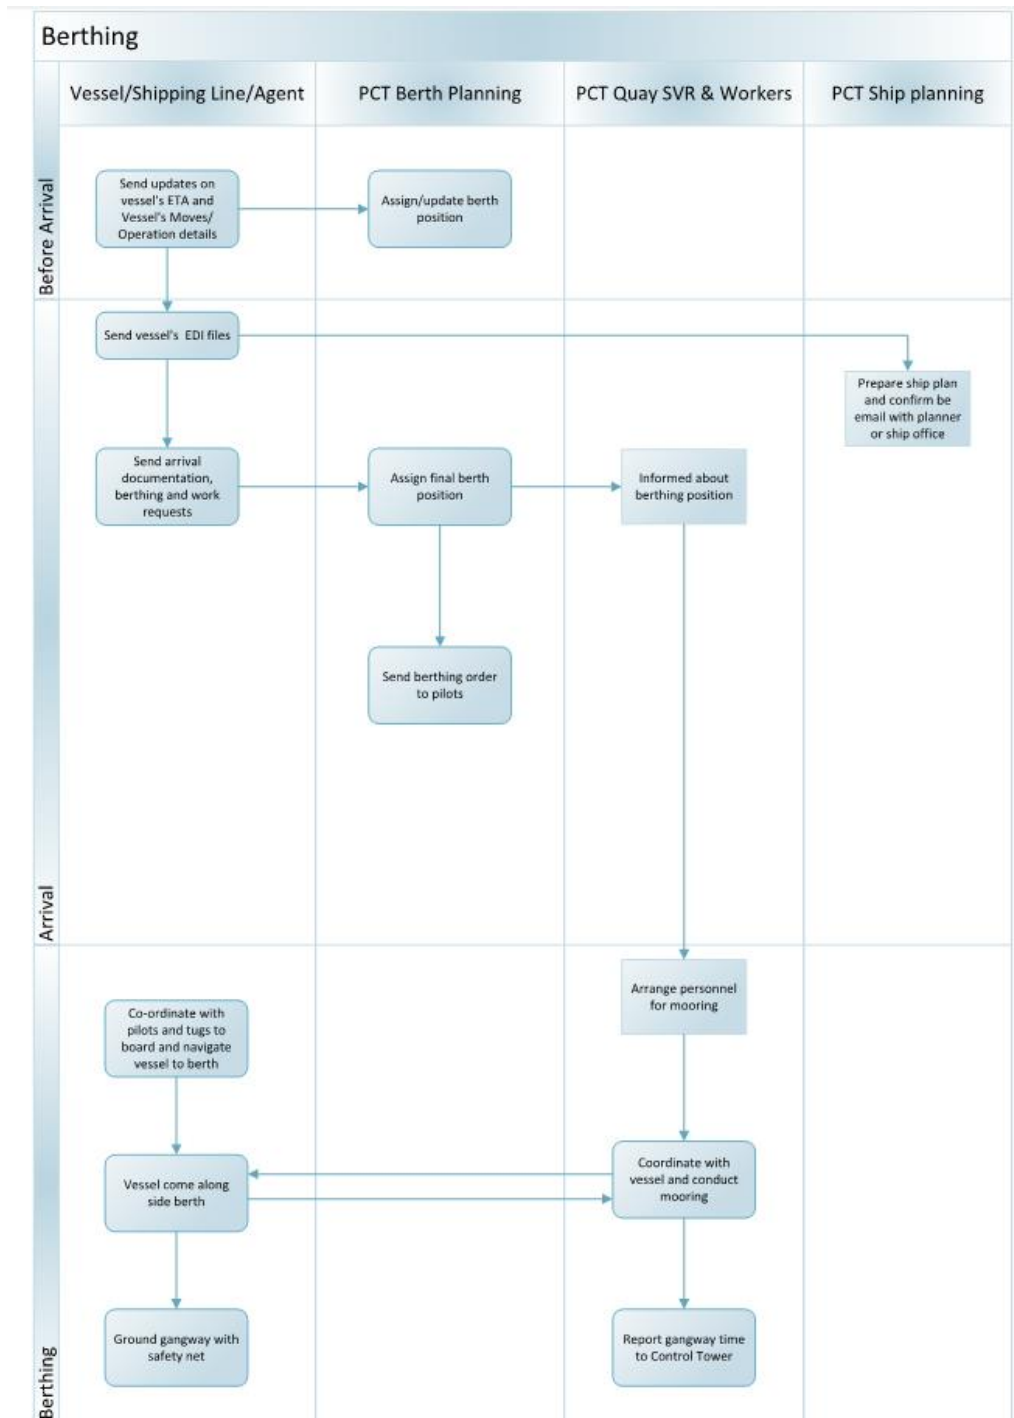 Berthing
Vessel/Shipping Line/Agent
PCT Berth Planning
PCT Quay SVR & Workers
PCT Ship planning
Before Arrival
Send updates on
vessel's ETA and
Vessel's Moves/
Operation details
Assign/update berth
position
Arrival
Send vessel's EDI files
Prepare ship plan
and confirm be
email with planner
or ship office
Send arrival
documentation,
berthing and work
requests
Assign final berth
position
Informed about
berthing position
Send berthing order
to pilots
Berthing
Arrange personnel
for mooring
Co-ordinate with
pilots and tugs to
board and navigate
vessel to berth
Vessel come along
side berth
Coordinate with
vessel and conduct
mooring
Ground gangway with
safety net
Report gangway time
to Control Tower